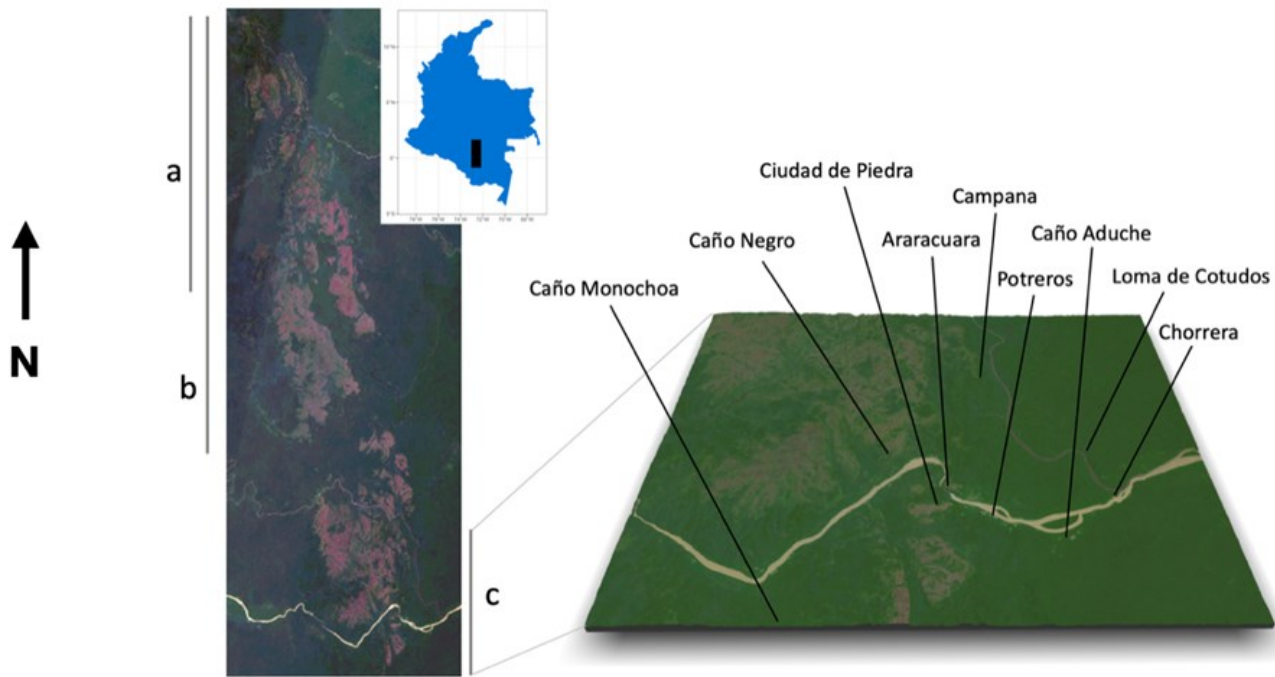 a
b
c
N
Ciudad de Piedra
Campana
Caño Negro
Araracuara
Caño Aduche
Caño Monochoa
Potreros
Loma de Cotudos
Chorrera